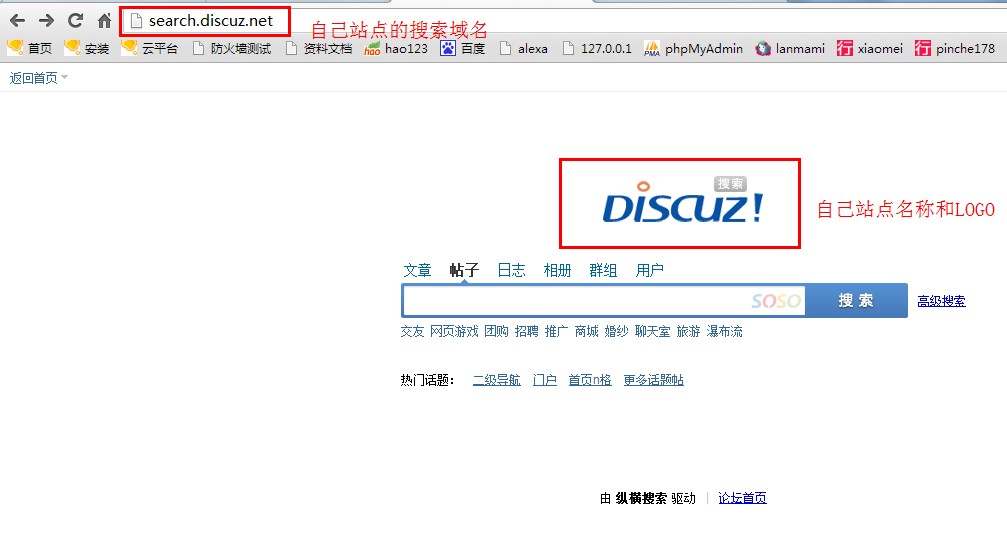 search.discuz.net
自己站点的搜索域名
首页 安装 云平台 防火墙测试 资料文档 hao hao123 百度 alexa 127.0.0.1 PMA phpMyAdmin lanmami 行 xiaomei 行 pinche178
返回首页
搜索
DISCUZ!
自己站点名称和LOGO
文章 帖子 日志 相册 群组 用户
SOSO 搜索 高级搜索
交友 网页游戏 团购 招聘 推广 商城 婚纱 聊天室 旅游 瀑布流
热门话题: 二级导航 门户 首页n格 更多话题帖
由 纵横搜索 驱动 | 论坛首页